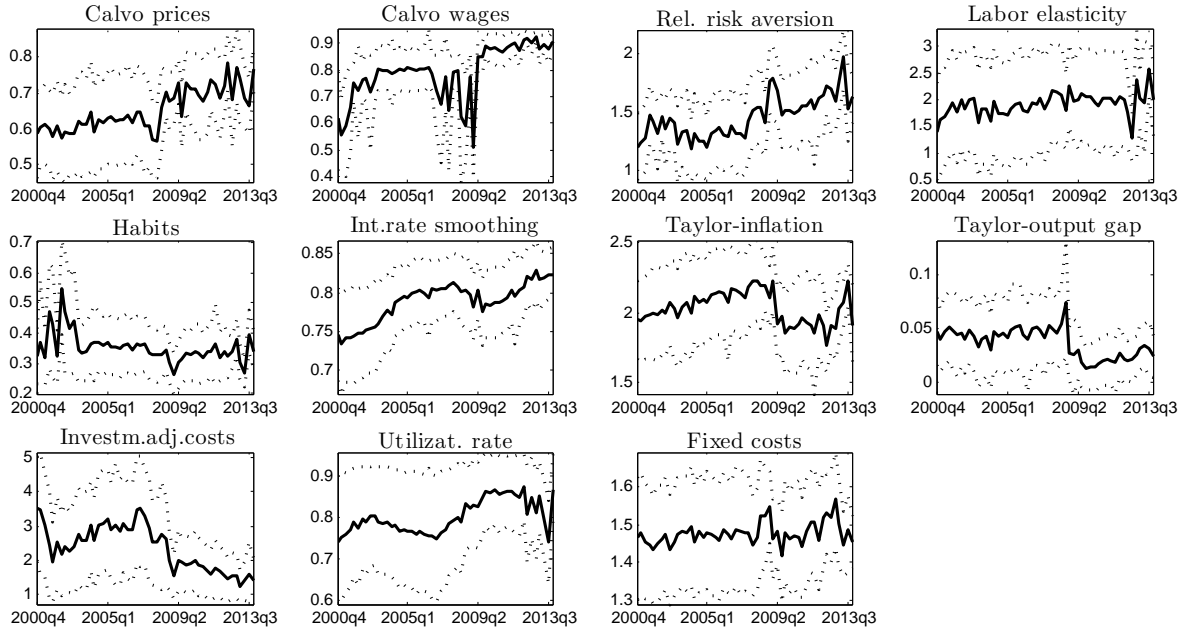 Calvo prices
0.8
0.7
0.6
0.5
2000q4 2005q1 2009q2 2013q3
Calvo wages
0.9
0.8
0.7
0.6
0.5
0.4
2000q4 2005q1 2009q2 2013q3
Rel. risk aversion
2
1.5
1
2000q4 2005q1 2009q2 2013q3
Labor elasticity
3
2.5
2
1.5
1
0.5
2000q4 2005q1 2009q2 2013q3
Habits
0.7
0.6
0.5
0.4
0.3
0.2
2000q4 2005q1 2009q2 2013q3
Int.rate smoothing
0.85
0.8
0.75
0.7
2000q4 2005q1 2009q2 2013q3
Taylor-inflation
2.5
2
1.5
2000q4 2005q1 2009q2 2013q3
Taylor-output gap
0.1
0.05
0
2000q4 2005q1 2009q2 2013q3
Investm.adj.costs
5
4
3
2
1
2000q4 2005q1 2009q2 2013q3
Utilizat. rate
0.9
0.8
0.7
0.6
2000q4 2005q1 2009q2 2013q3
Fixed costs
1.6
1.5
1.4
1.3
2000q4 2005q1 2009q2 2013q3